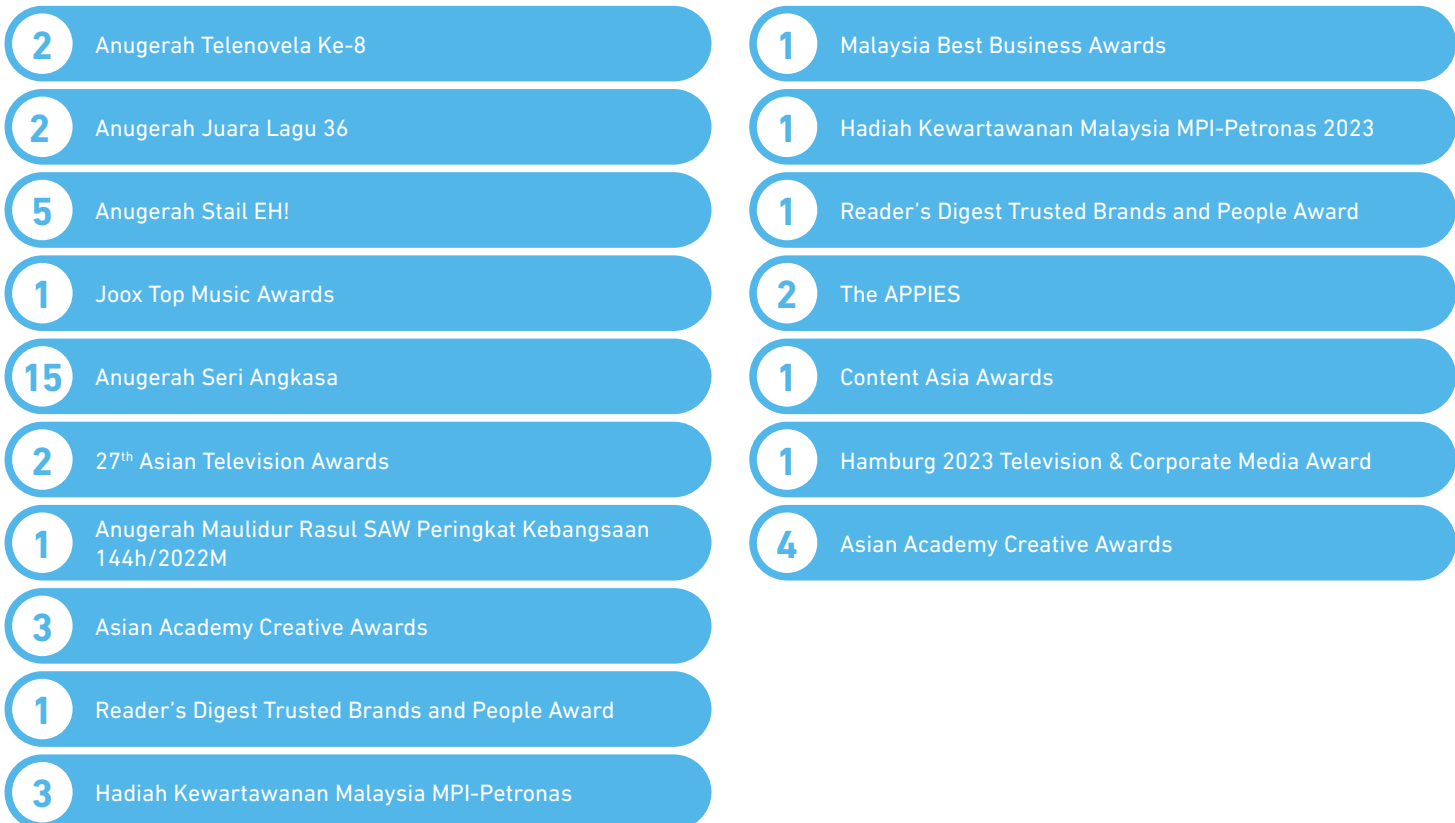 2 Anugerah Telenovela Ke-8
2 Anugerah Juara Lagu 36
5 Anugerah Stail EH!
1 Joox Top Music Awards
15 Anugerah Seri Angkasa
2 27th Asian Television Awards
1 Anugerah Maulidur Rasul SAW Peringkat Kebangsaan
144h/2022M
3 Asian Academy Creative Awards
1 Reader’s Digest Trusted Brands and People Award
3 Hadiah Kewartawanan Malaysia MPI-Petronas
1 Malaysia Best Business Awards
1 Hadiah Kewartawanan Malaysia MPI-Petronas 2023
1 Reader’s Digest Trusted Brands and People Award
2 The APPIES
1 Content Asia Awards
1 Hamburg 2023 Television & Corporate Media Award
4 Asian Academy Creative Awards